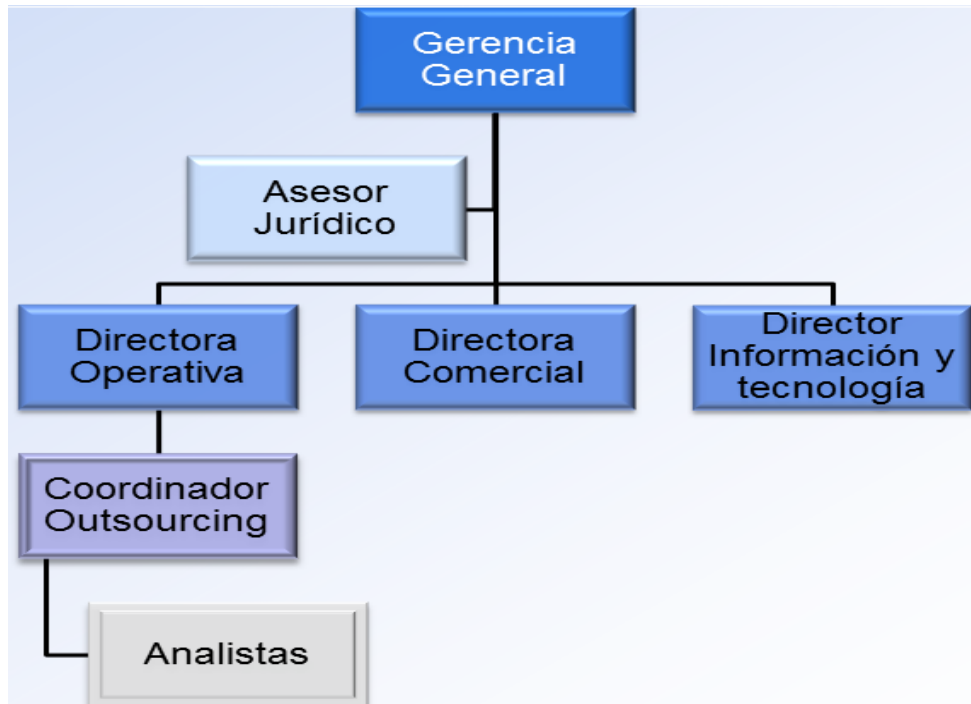 Gerencia
General
Asesor
Jurídico
Directora
Operativa
Directora
Comercial
Director
Información y
tecnología
Coordinador
Outsourcing
Analistas